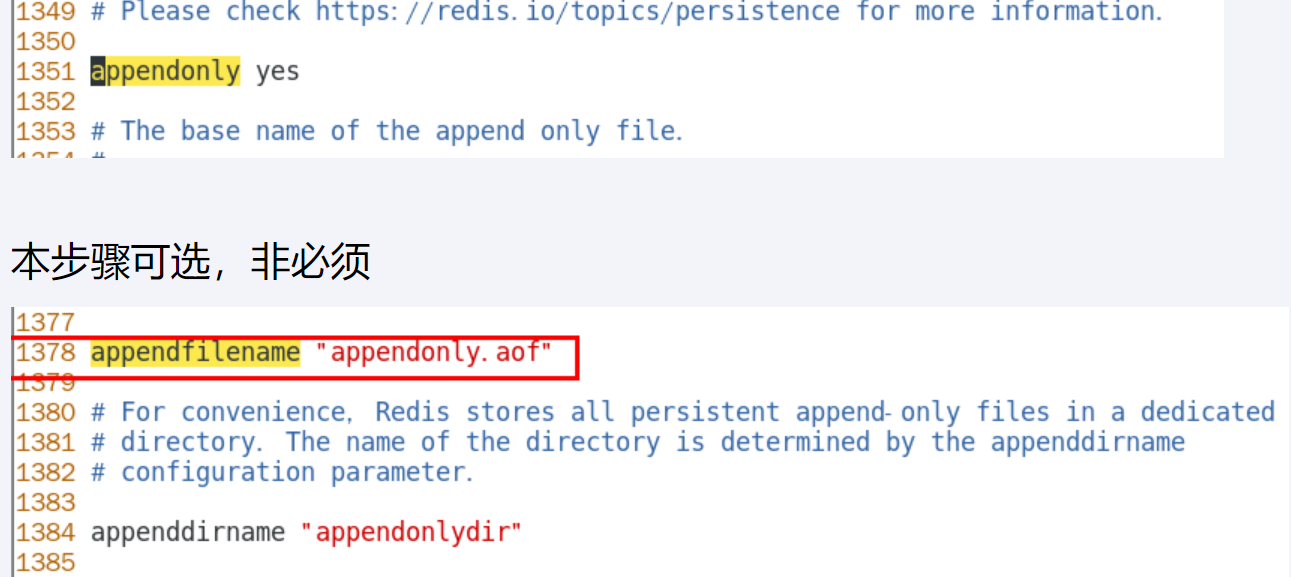 1349 # Please check https://redis.io/topics/persistence for more information.
1350
1351 appendonly yes
1352
1353 # The base name of the append only file.
1354 #
本步骤可选，非必须
1377
1378 appendfilename "appendonly.aof"
1379
1380 # For convenience, Redis stores all persistent append-only files in a dedicated
1381 # directory. The name of the directory is determined by the appenddirname
1382 # configuration parameter.
1383
1384 appenddirname "appendonlydir"
1385